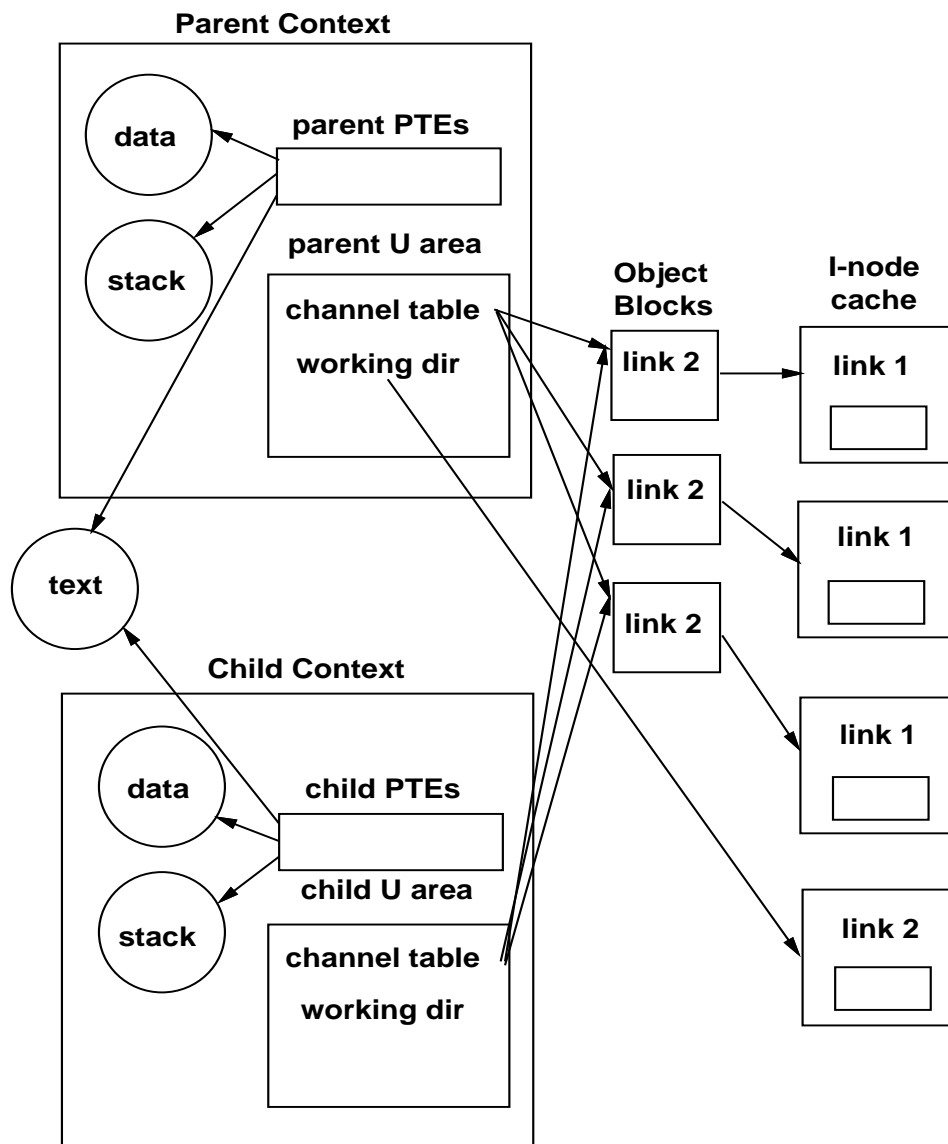 Parent Context
data
parent PTEs
stack
parent U area
channel table
working dir
Object
Blocks
I-node
cache
link 2
link 1
link 2
link 1
link 2
link 1
link 2
text
Child Context
data
child PTEs
stack
child U area
channel table
working dir